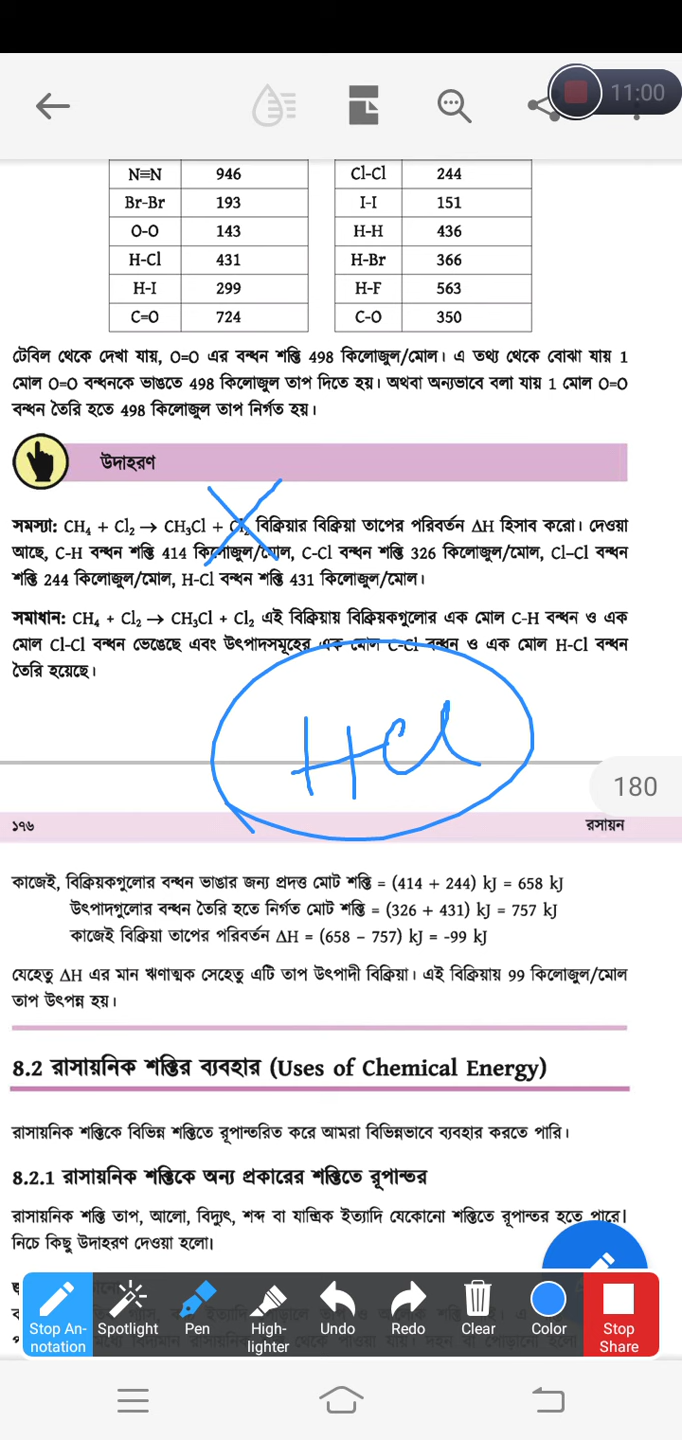 11:00
N≡N 946 Cl-Cl 244
Br-Br 193 I-I 151
O-O 143 H-H 436
H-Cl 431 H-Br 366
H-I 299 H-F 563
C=O 724 C-O 350
টেবিল থেকে দেখা যায়, O=O এর বন্ধন শক্তি 498 কিলোজুল/মোল। এ তথ্য থেকে বোঝা যায় 1
মোল O=O বন্ধনকে ভাঙতে 498 কিলোজুল তাপ দিতে হয়। অথবা অন্যভাবে বলা যায় 1 মোল O=O
বন্ধন তৈরি হতে 498 কিলোজুল তাপ নির্গত হয়।
উদাহরণ
সমস্যা: CH₄ + Cl₂ → CH₃Cl + Cl₂ বিক্রিয়ার বিক্রিয়া তাপের পরিবর্তন ΔH হিসাব করো। দেওয়া
আছে, C-H বন্ধন শক্তি 414 কিলোজুল/মোল, C-Cl বন্ধন শক্তি 326 কিলোজুল/মোল, Cl–Cl বন্ধন
শক্তি 244 কিলোজুল/মোল, H-Cl বন্ধন শক্তি 431 কিলোজুল/মোল।
সমাধান: CH₄ + Cl₂ → CH₃Cl + Cl₂ এই বিক্রিয়ায় বিক্রিয়কগুলোর এক মোল C-H বন্ধন ও এক
মোল Cl-Cl বন্ধন ভেঙেছে এবং উৎপাদসমূহের এক মোল C-Cl বন্ধন ও এক মোল H-Cl বন্ধন
তৈরি হয়েছে।
HCl
180
১৭৬ রসায়ন
কাজেই, বিক্রিয়কগুলোর বন্ধন ভাঙার জন্য প্রদত্ত মোট শক্তি = (414 + 244) kJ = 658 kJ
উৎপাদগুলোর বন্ধন তৈরি হতে নির্গত মোট শক্তি = (326 + 431) kJ = 757 kJ
কাজেই বিক্রিয়া তাপের পরিবর্তন ΔH = (658 – 757) kJ = -99 kJ
যেহেতু ΔH এর মান ঋণাত্মক সেহেতু এটি তাপ উৎপাদী বিক্রিয়া। এই বিক্রিয়ায় 99 কিলোজুল/মোল
তাপ উৎপন্ন হয়।
8.2 রাসায়নিক শক্তির ব্যবহার (Uses of Chemical Energy)
রাসায়নিক শক্তিকে বিভিন্ন শক্তিতে রূপান্তরিত করে আমরা বিভিন্নভাবে ব্যবহার করতে পারি।
8.2.1 রাসায়নিক শক্তিকে অন্য প্রকারের শক্তিতে রূপান্তর
রাসায়নিক শক্তি তাপ, আলো, বিদ্যুৎ, শব্দ বা যান্ত্রিক ইত্যাদি যেকোনো শক্তিতে রূপান্তর হতে পারে।
নিচে কিছু উদাহরণ দেওয়া হলো।
Stop An-
notation
Spotlight
Pen
High-
lighter
Undo
Redo
Clear
Color
Stop
Share